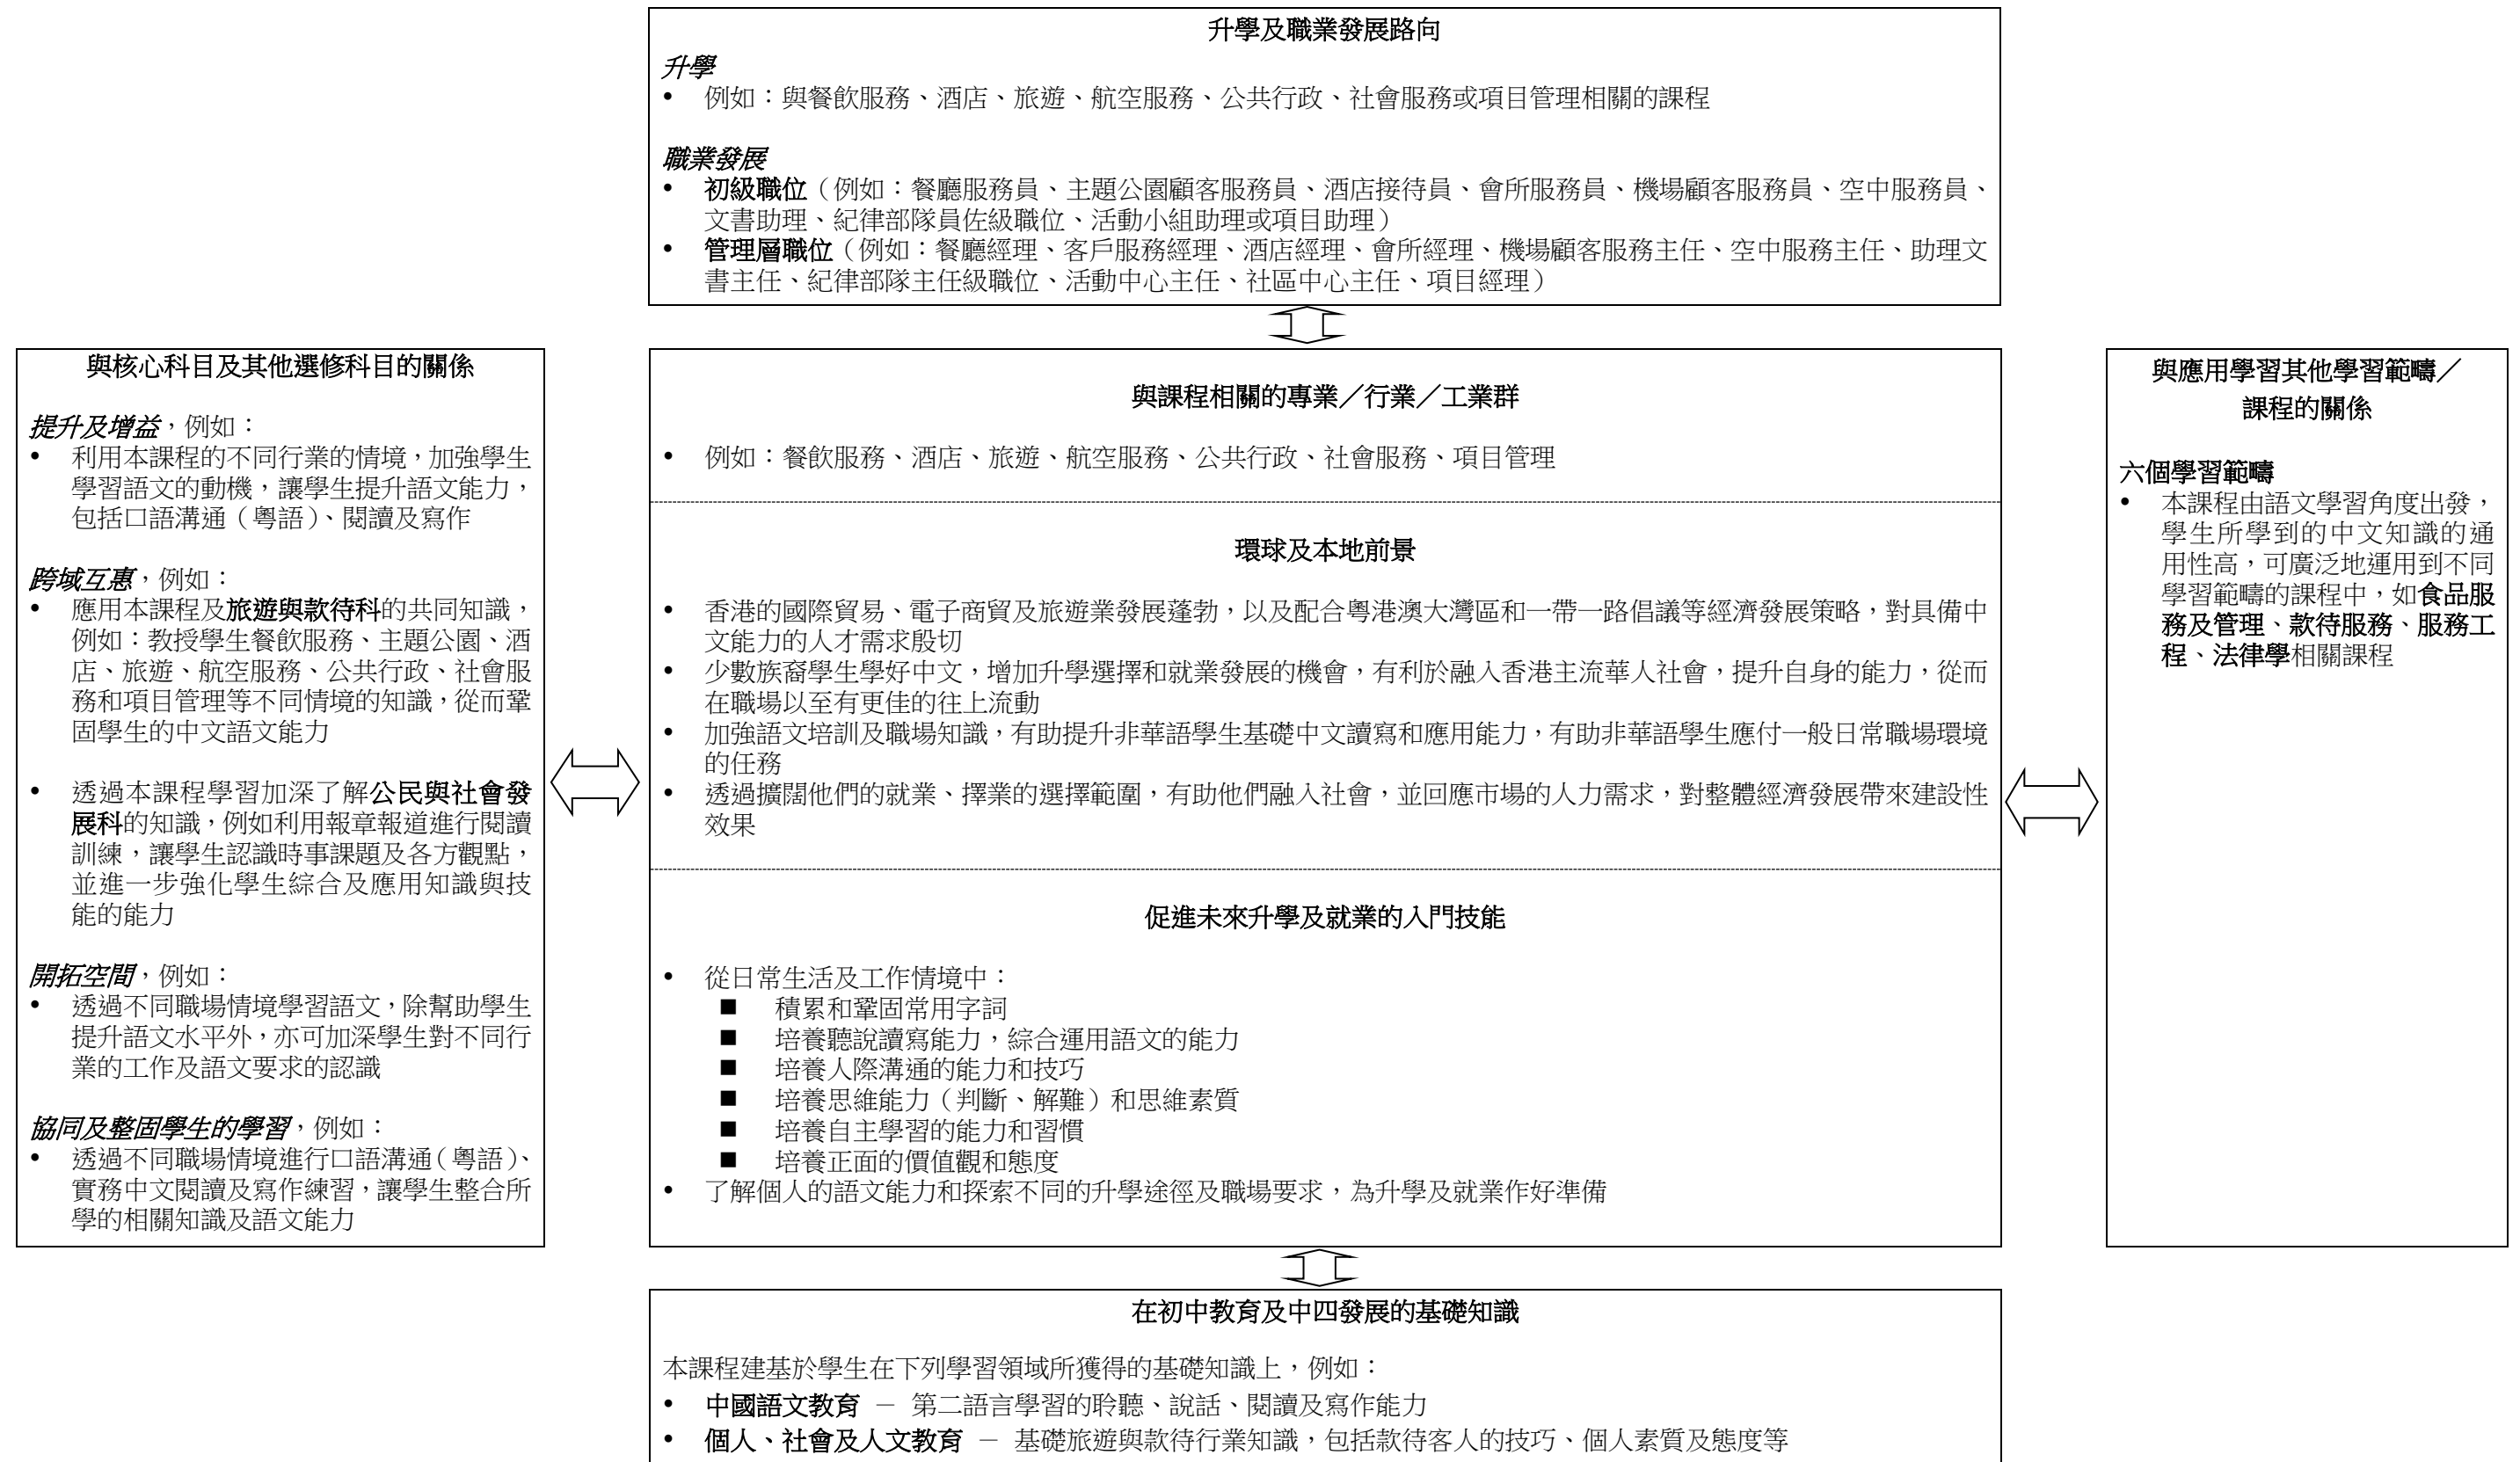 升學及職業發展路向
升學
• 例如：與餐飲服務、酒店、旅遊、航空服務、公共行政、社會服務或項目管理相關的課程
職業發展
• 初級職位（例如：餐廳服務員、主題公園顧客服務員、酒店接待員、會所服務員、機場顧客服務員、空中服務員、
文書助理、紀律部隊員佐級職位、活動小組助理或項目助理）
• 管理層職位（例如：餐廳經理、客戶服務經理、酒店經理、會所經理、機場顧客服務主任、空中服務主任、助理文
書主任、紀律部隊主任級職位、活動中心主任、社區中心主任、項目經理）
與核心科目及其他選修科目的關係
提升及增益，例如：
• 利用本課程的不同行業的情境，加強學生
學習語文的動機，讓學生提升語文能力，
包括口語溝通（粵語）、閱讀及寫作
跨域互惠，例如：
• 應用本課程及旅遊與款待科的共同知識，
例如：教授學生餐飲服務、主題公園、酒
店、旅遊、航空服務、公共行政、社會服
務和項目管理等不同情境的知識，從而鞏
固學生的中文語文能力
• 透過本課程學習加深了解公民與社會發
展科的知識，例如利用報章報道進行閱讀
訓練，讓學生認識時事課題及各方觀點，
並進一步強化學生綜合及應用知識與技
能的能力
開拓空間，例如：
• 透過不同職場情境學習語文，除幫助學生
提升語文水平外，亦可加深學生對不同行
業的工作及語文要求的認識
協同及整固學生的學習，例如：
• 透過不同職場情境進行口語溝通（粵語）、
實務中文閱讀及寫作練習，讓學生整合所
學的相關知識及語文能力
與課程相關的專業／行業／工業群
• 例如：餐飲服務、酒店、旅遊、航空服務、公共行政、社會服務、項目管理
環球及本地前景
• 香港的國際貿易、電子商貿及旅遊業發展蓬勃，以及配合粵港澳大灣區和一帶一路倡議等經濟發展策略，對具備中
文能力的人才需求殷切
• 少數族裔學生學好中文，增加升學選擇和就業發展的機會，有利於融入香港主流華人社會，提升自身的能力，從而
在職場以至有更佳的往上流動
• 加強語文培訓及職場知識，有助提升非華語學生基礎中文讀寫和應用能力，有助非華語學生應付一般日常職場環境
的任務
• 透過擴闊他們的就業、擇業的選擇範圍，有助他們融入社會，並回應市場的人力需求，對整體經濟發展帶來建設性
效果
促進未來升學及就業的入門技能
• 從日常生活及工作情境中：
■ 積累和鞏固常用字詞
■ 培養聽說讀寫能力，綜合運用語文的能力
■ 培養人際溝通的能力和技巧
■ 培養思維能力（判斷、解難）和思維素質
■ 培養自主學習的能力和習慣
■ 培養正面的價值觀和態度
• 了解個人的語文能力和探索不同的升學途徑及職場要求，為升學及就業作好準備
與應用學習其他學習範疇／
課程的關係
六個學習範疇
• 本課程由語文學習角度出發，
學生所學到的中文知識的通
用性高，可廣泛地運用到不同
學習範疇的課程中，如食品服
務及管理、款待服務、服務工
程、法律學相關課程
在初中教育及中四發展的基礎知識
本課程建基於學生在下列學習領域所獲得的基礎知識上，例如：
• 中國語文教育 － 第二語言學習的聆聽、說話、閱讀及寫作能力
• 個人、社會及人文教育 － 基礎旅遊與款待行業知識，包括款待客人的技巧、個人素質及態度等